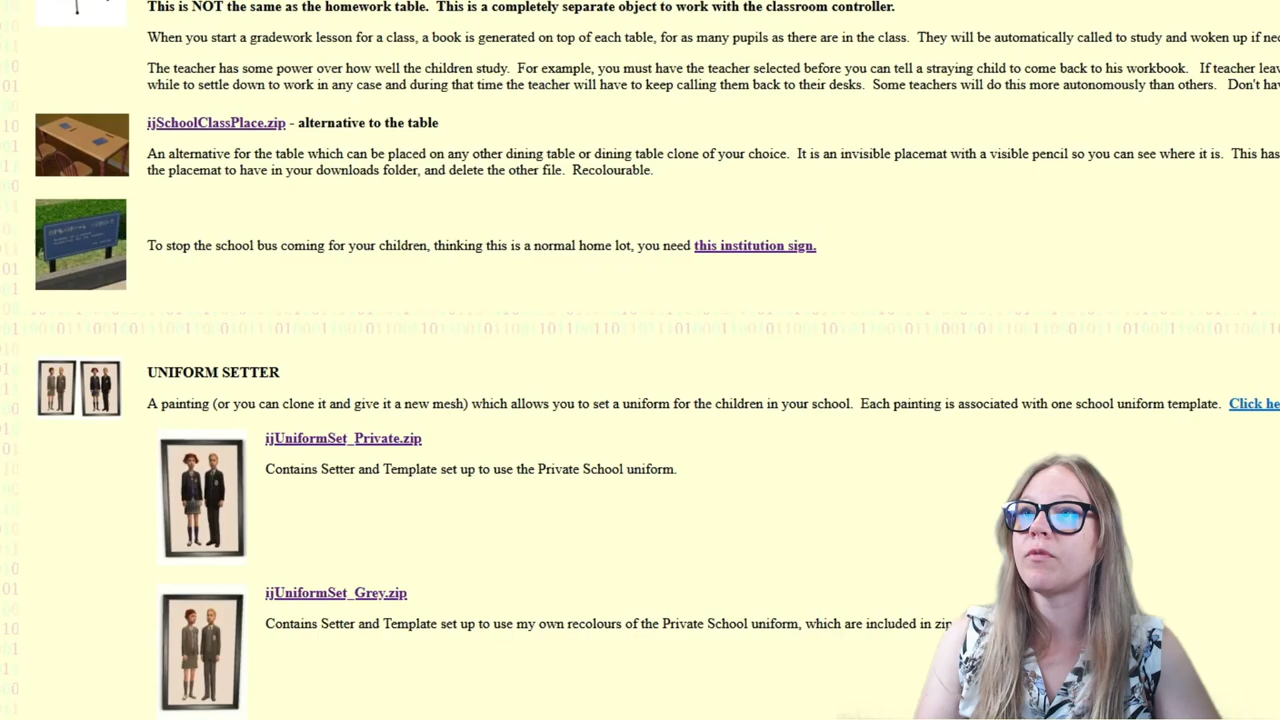 This is NOT the same as the homework table. This is a completely separate object to work with the classroom controller.
When you start a gradework lesson for a class, a book is generated on top of each table, for as many pupils as there are in the class. They will be automatically called to study and woken up if
The teacher has some power over how well the children study. For example, you must have the teacher selected before you can tell a straying child to come back to his workbook. If teacher
while to settle down to work in any case and during that time the teacher will have to keep calling them back to their desks. Some teachers will do this more autonomously than others. Don't
ijSchoolClassPlace.zip - alternative to the table
An alternative for the table which can be placed on any other dining table or dining table clone of your choice. It is an invisible placemat with a visible pencil so you can see where it is. This has
the placemat to have in your downloads folder, and delete the other file. Recolourable.
To stop the school bus coming for your children, thinking this is a normal home lot, you need this institution sign.
UNIFORM SETTER
A painting (or you can clone it and give it a new mesh) which allows you to set a uniform for the children in your school. Each painting is associated with one school uniform template. Click
ijUniformSet_Private.zip
Contains Setter and Template set up to use the Private School uniform.
ijUniformSet_Grey.zip
Contains Setter and Template set up to use my own recolours of the Private School uniform, which are included in